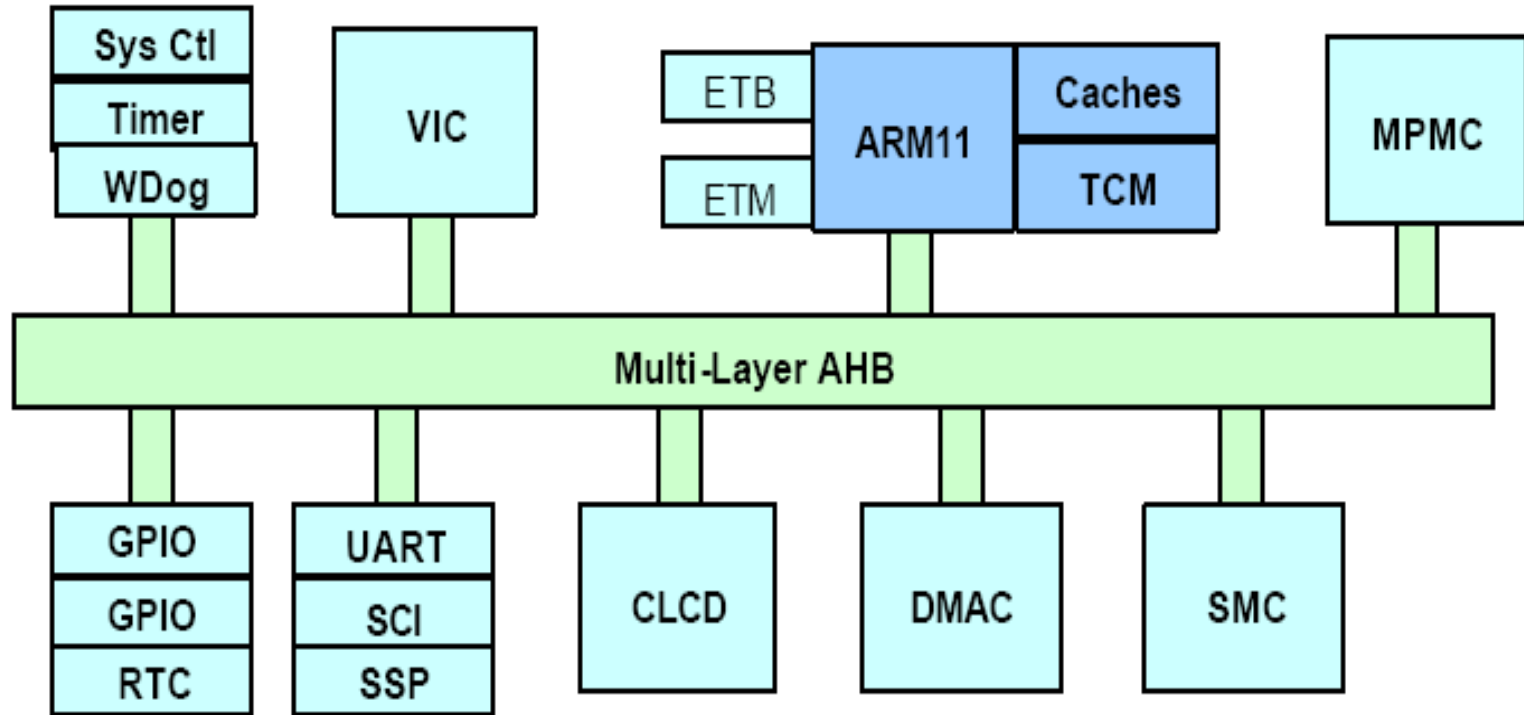 Sys Ctl
Timer
WDog
VIC
ETB
ETM
ARM11
Caches
TCM
MPMC
Multi-Layer AHB
GPIO
GPIO
RTC
UART
SCI
SSP
CLCD
DMAC
SMC